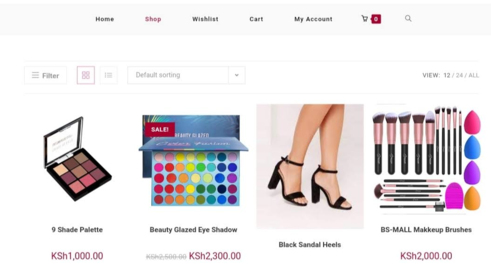 Home Shop Wishlist Cart My Account 0
Filter Default sorting VIEW: 12 / 24 / ALL
SALE!
BEAUTY GLAZED
9 Shade Palette Beauty Glazed Eye Shadow Black Sandal Heels BS-MALL Makkeup Brushes
KSh1,000.00 KSh2,500.00 KSh2,300.00 KSh2,000.00